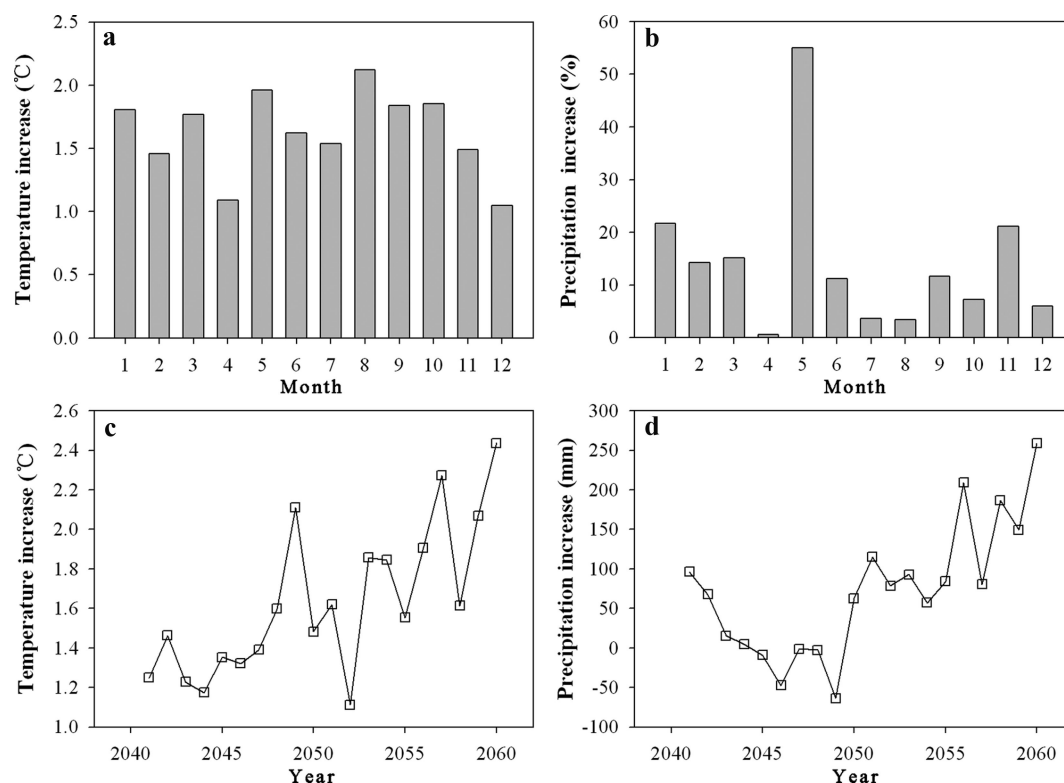 a
Temperature increase (℃)
2.5
2.0
1.5
1.0
0.5
0.0
1 2 3 4 5 6 7 8 9 10 11 12
Month
b
Precipitation increase (%)
60
50
40
30
20
10
0
1 2 3 4 5 6 7 8 9 10 11 12
Month
c
Temperature increase (℃)
2.6
2.4
2.2
2.0
1.8
1.6
1.4
1.2
1.0
2040 2045 2050 2055 2060
Year
d
Precipitation increase (mm)
300
250
200
150
100
50
0
-50
-100
2040 2045 2050 2055 2060
Year